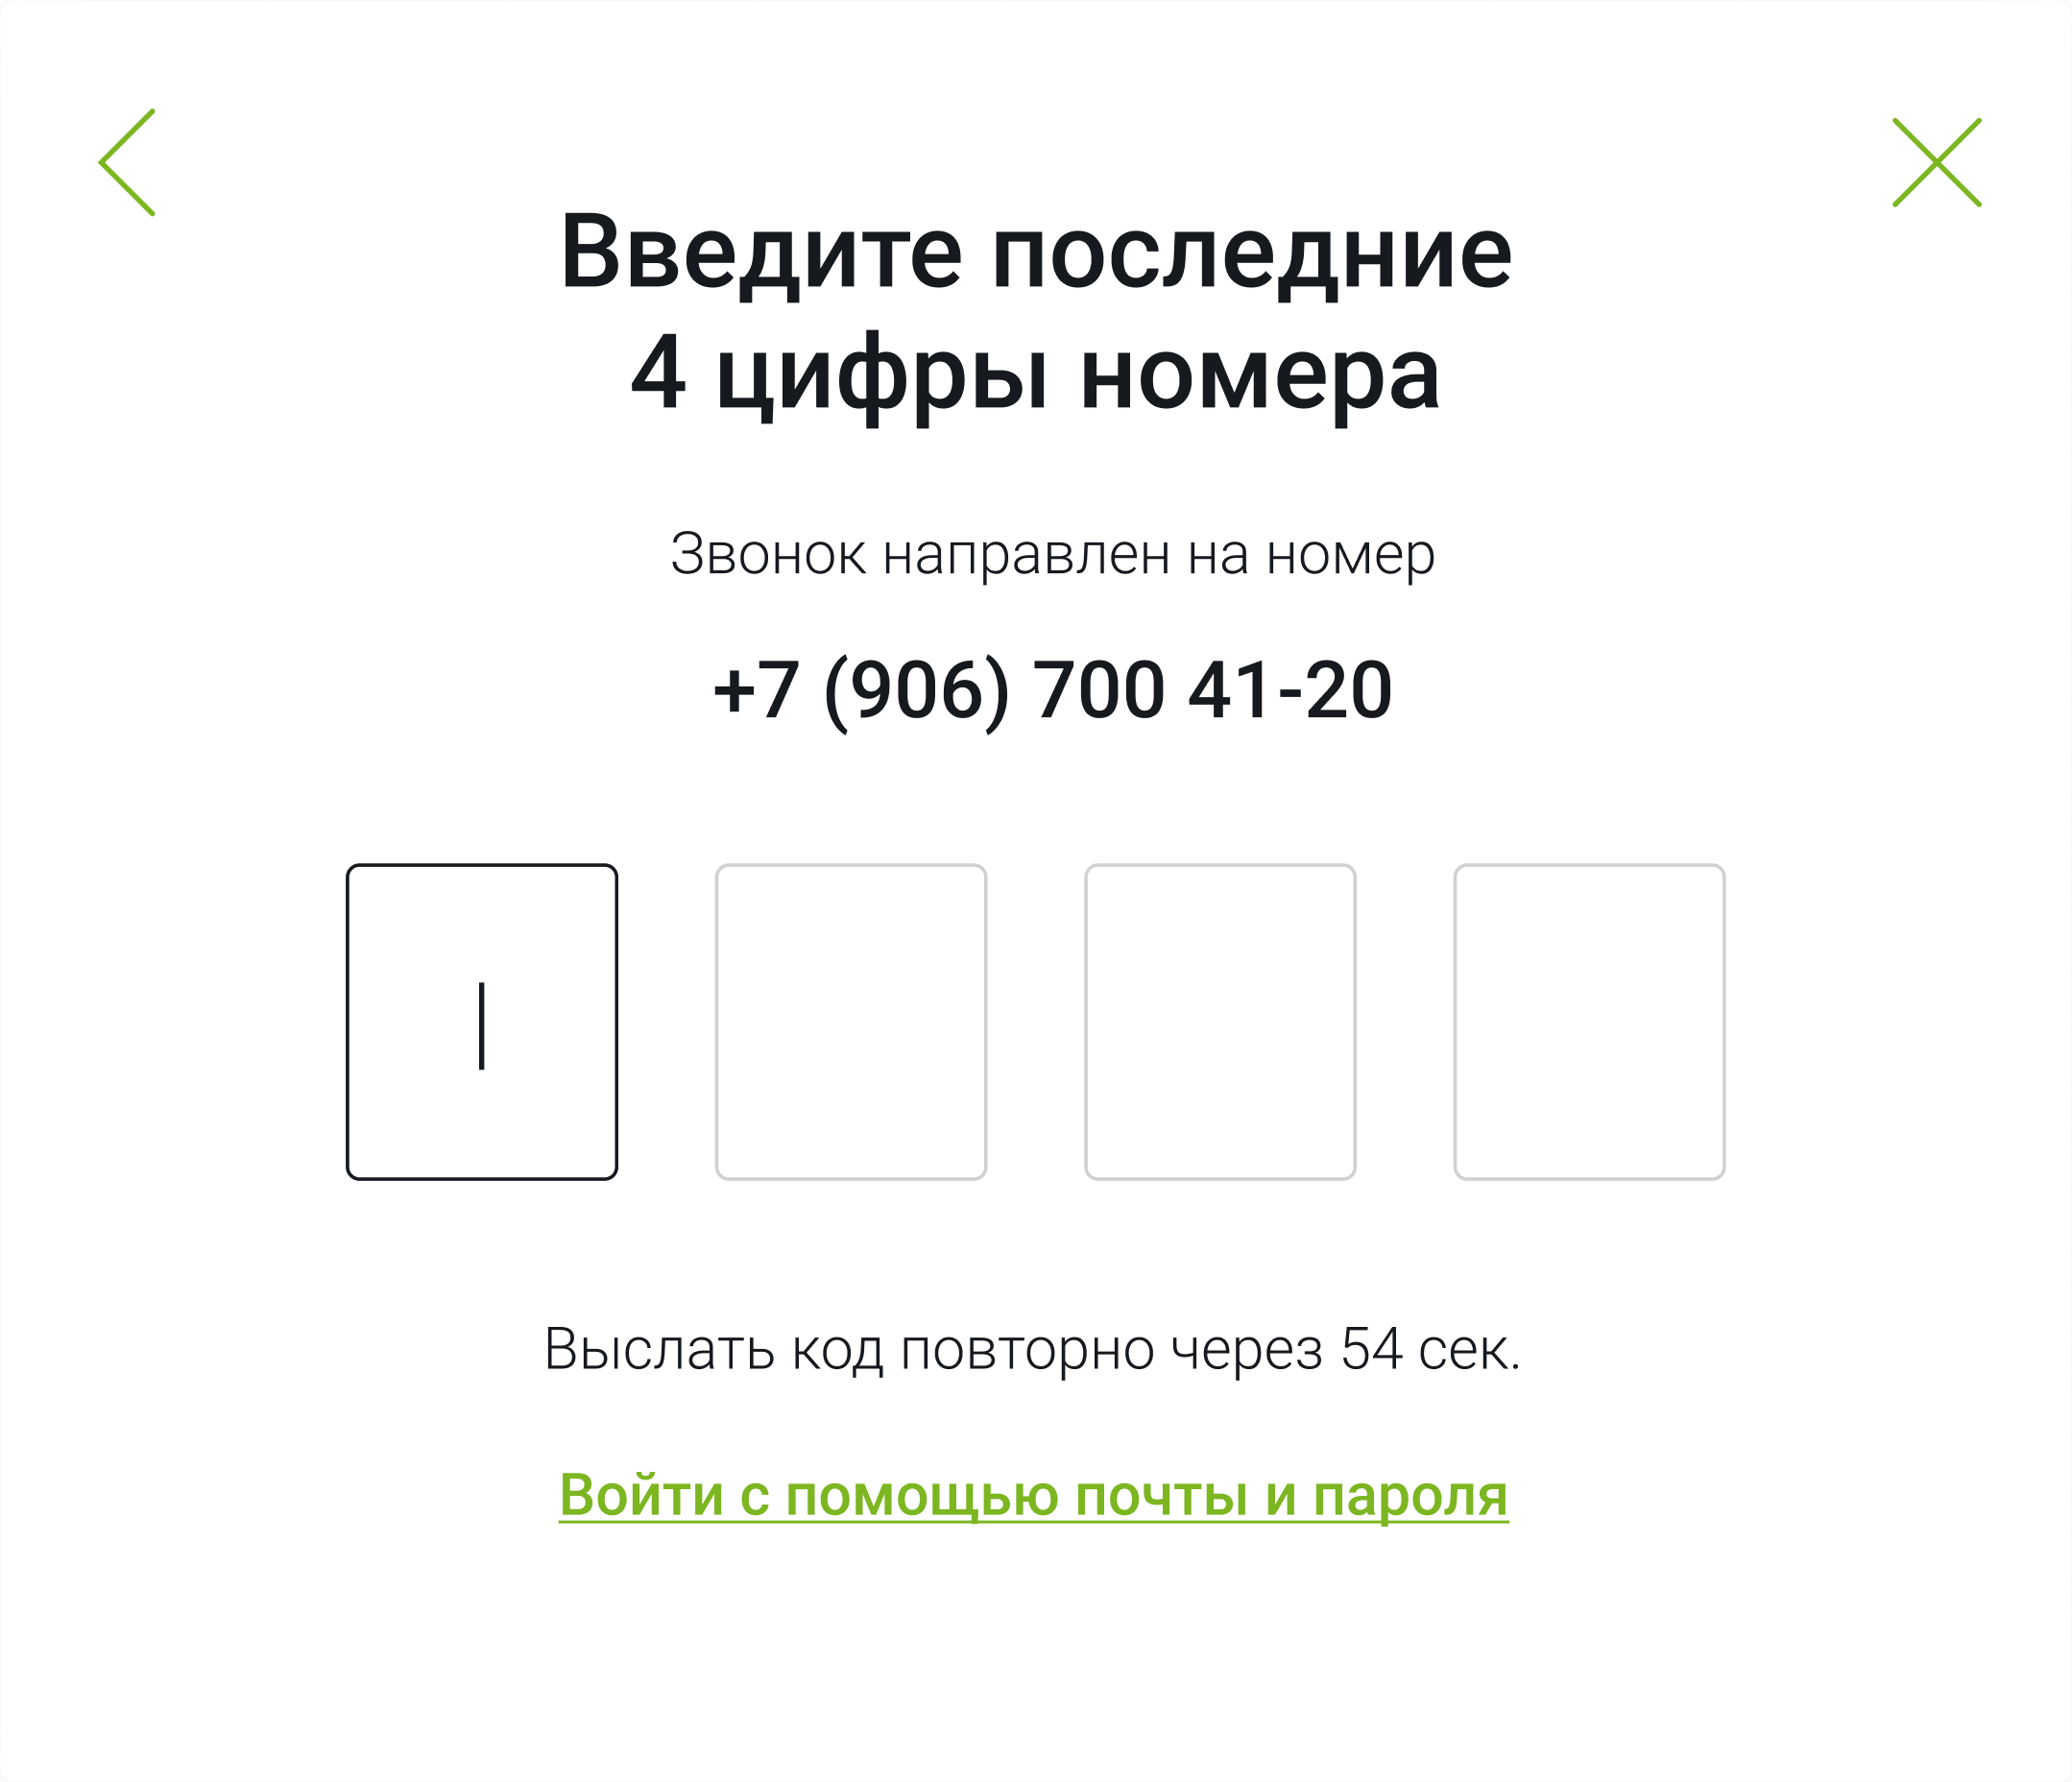 Введите последние
4 цифры номера
Звонок направлен на номер
+7 (906) 700 41-20
Выслать код повторно через 54 сек.
Войти с помощью почты и пароля